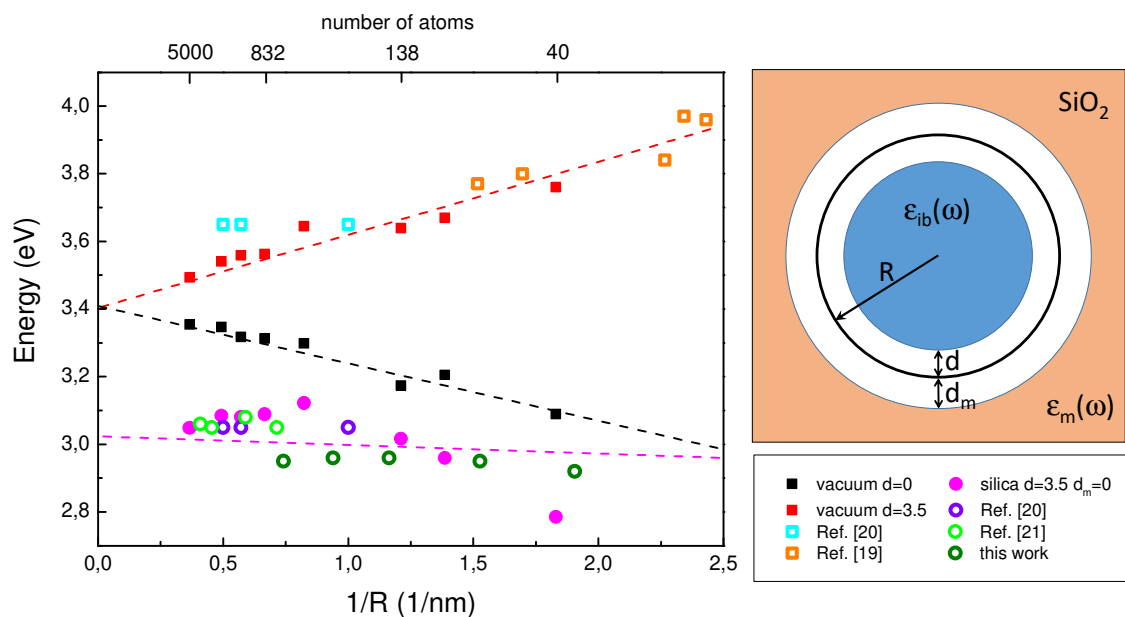 number of atoms
5000 832 138 40
4,0
3,8
3,6
3,4
3,2
3,0
2,8
Energy (eV)
0,0 0,5 1,0 1,5 2,0 2,5
1/R (1/nm)
SiO2
εib(ω)
R
d
dm
εm(ω)
vacuum d=0
vacuum d=3.5
Ref. [20]
Ref. [19]
silica d=3.5 dm=0
Ref. [20]
Ref. [21]
this work